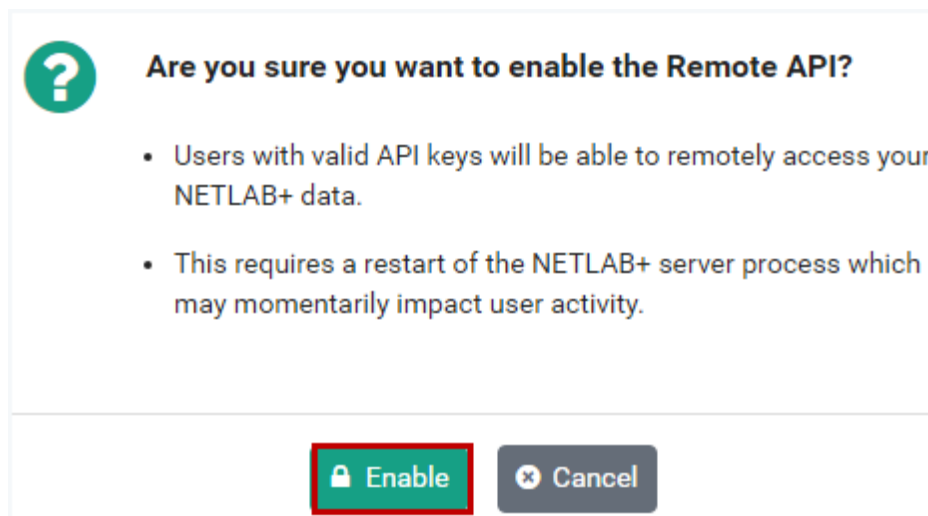 Are you sure you want to enable the Remote API?
• Users with valid API keys will be able to remotely access your
NETLAB+ data.
• This requires a restart of the NETLAB+ server process which
may momentarily impact user activity.
Enable
Cancel